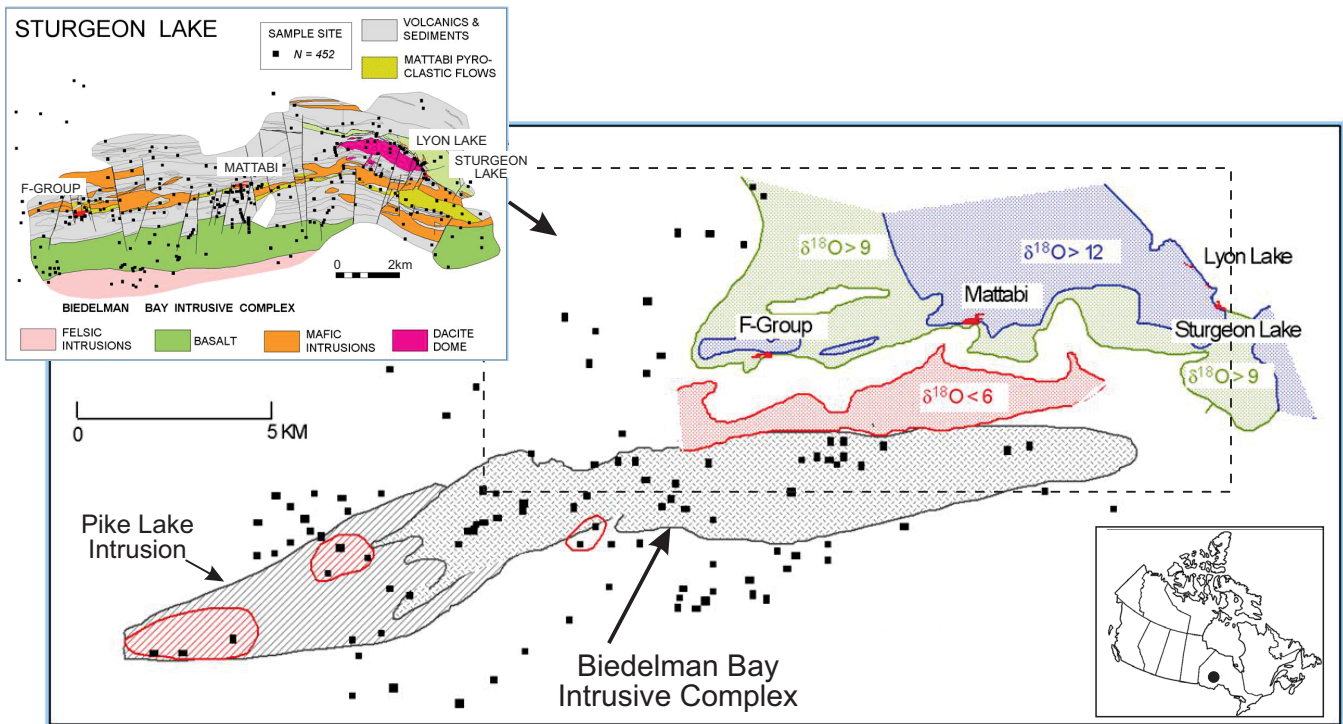 STURGEON LAKE
SAMPLE SITE
N = 452
VOLCANICS &
SEDIMENTS
MATTABI PYRO-
CLASTIC FLOWS
LYON LAKE
STURGEON
LAKE
MATTABI
F-GROUP
0 2km
BIEDELMAN BAY INTRUSIVE COMPLEX
FELSIC
INTRUSIONS
BASALT
MAFIC
INTRUSIONS
DACITE
DOME
δ¹⁸O > 9
δ¹⁸O > 12
Lyon Lake
Mattabi
F-Group
Sturgeon Lake
δ¹⁸O > 9
δ¹⁸O < 6
0 5 KM
Pike Lake
Intrusion
Biedelman Bay
Intrusive Complex